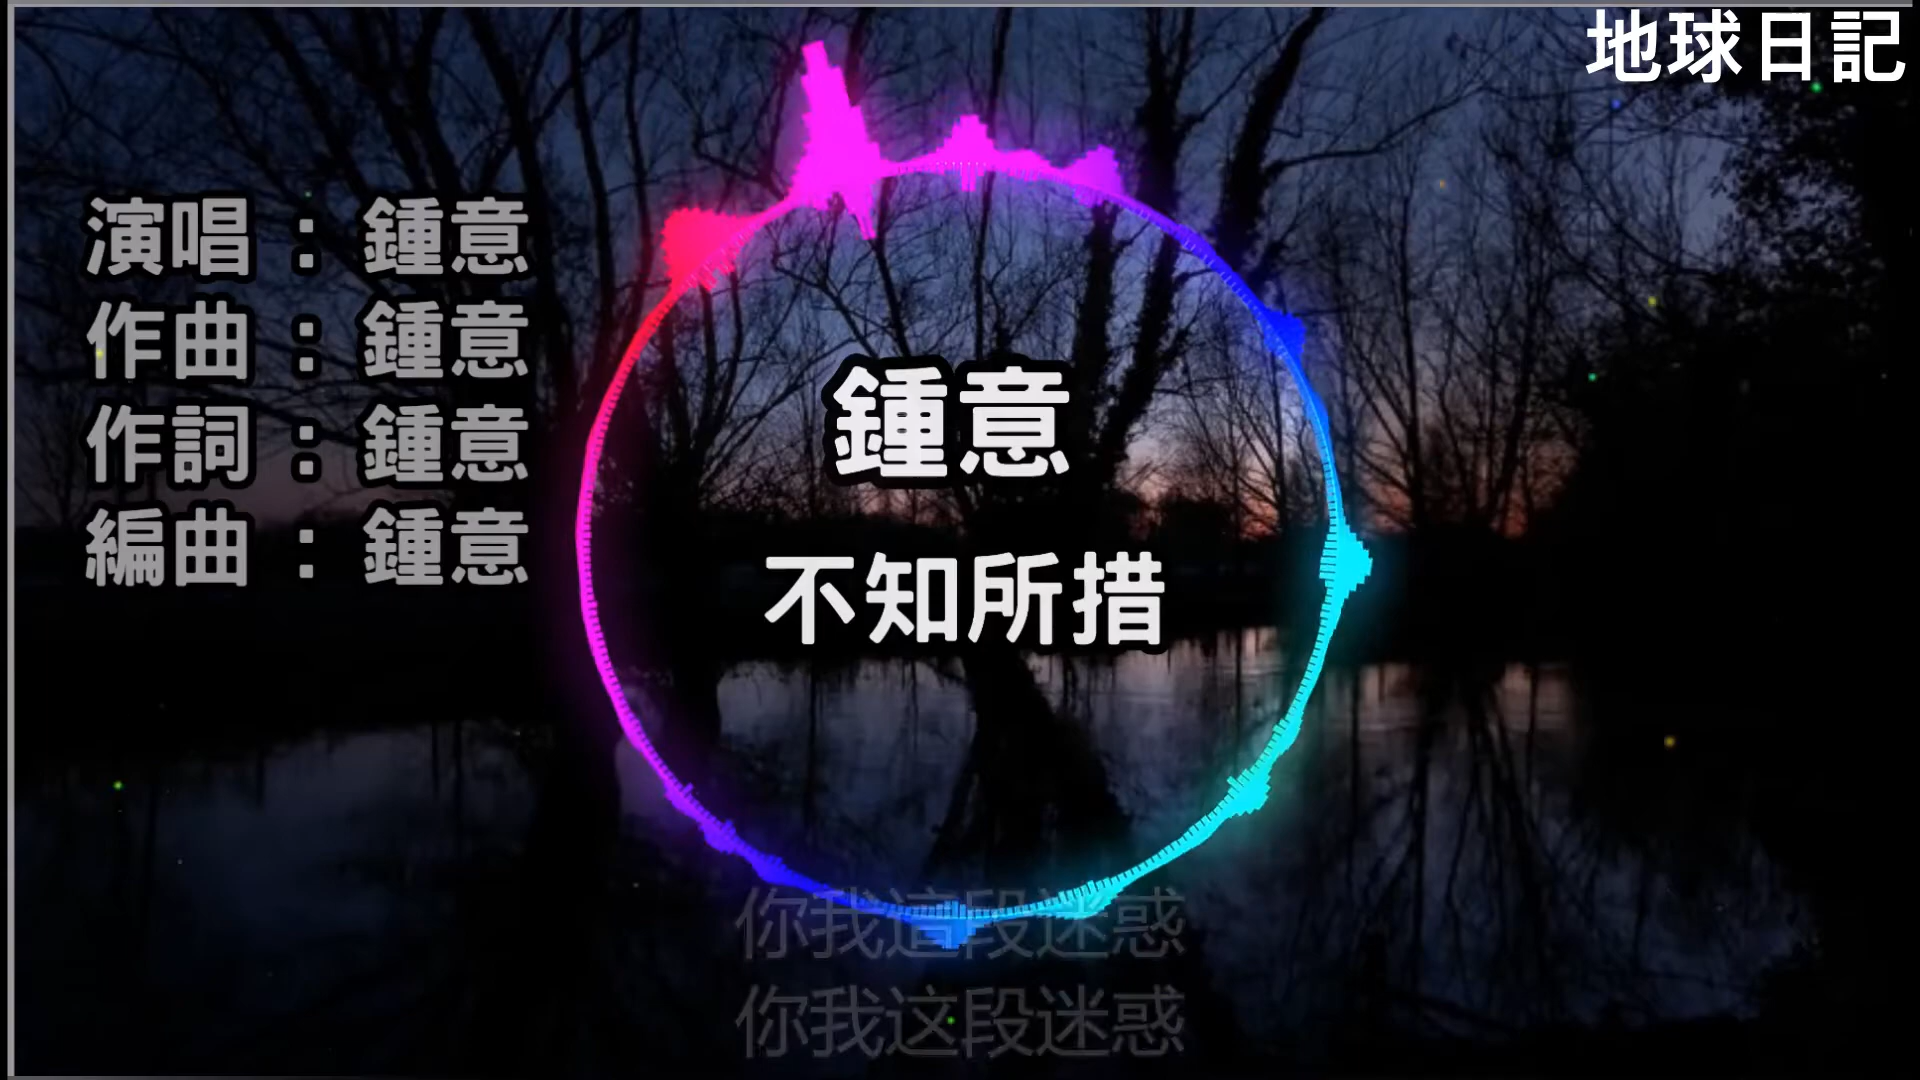 地球日記
演唱：鍾意
作曲：鍾意
作詞：鍾意
編曲：鍾意
鍾意
不知所措
你我這段迷惑
你我这段迷惑